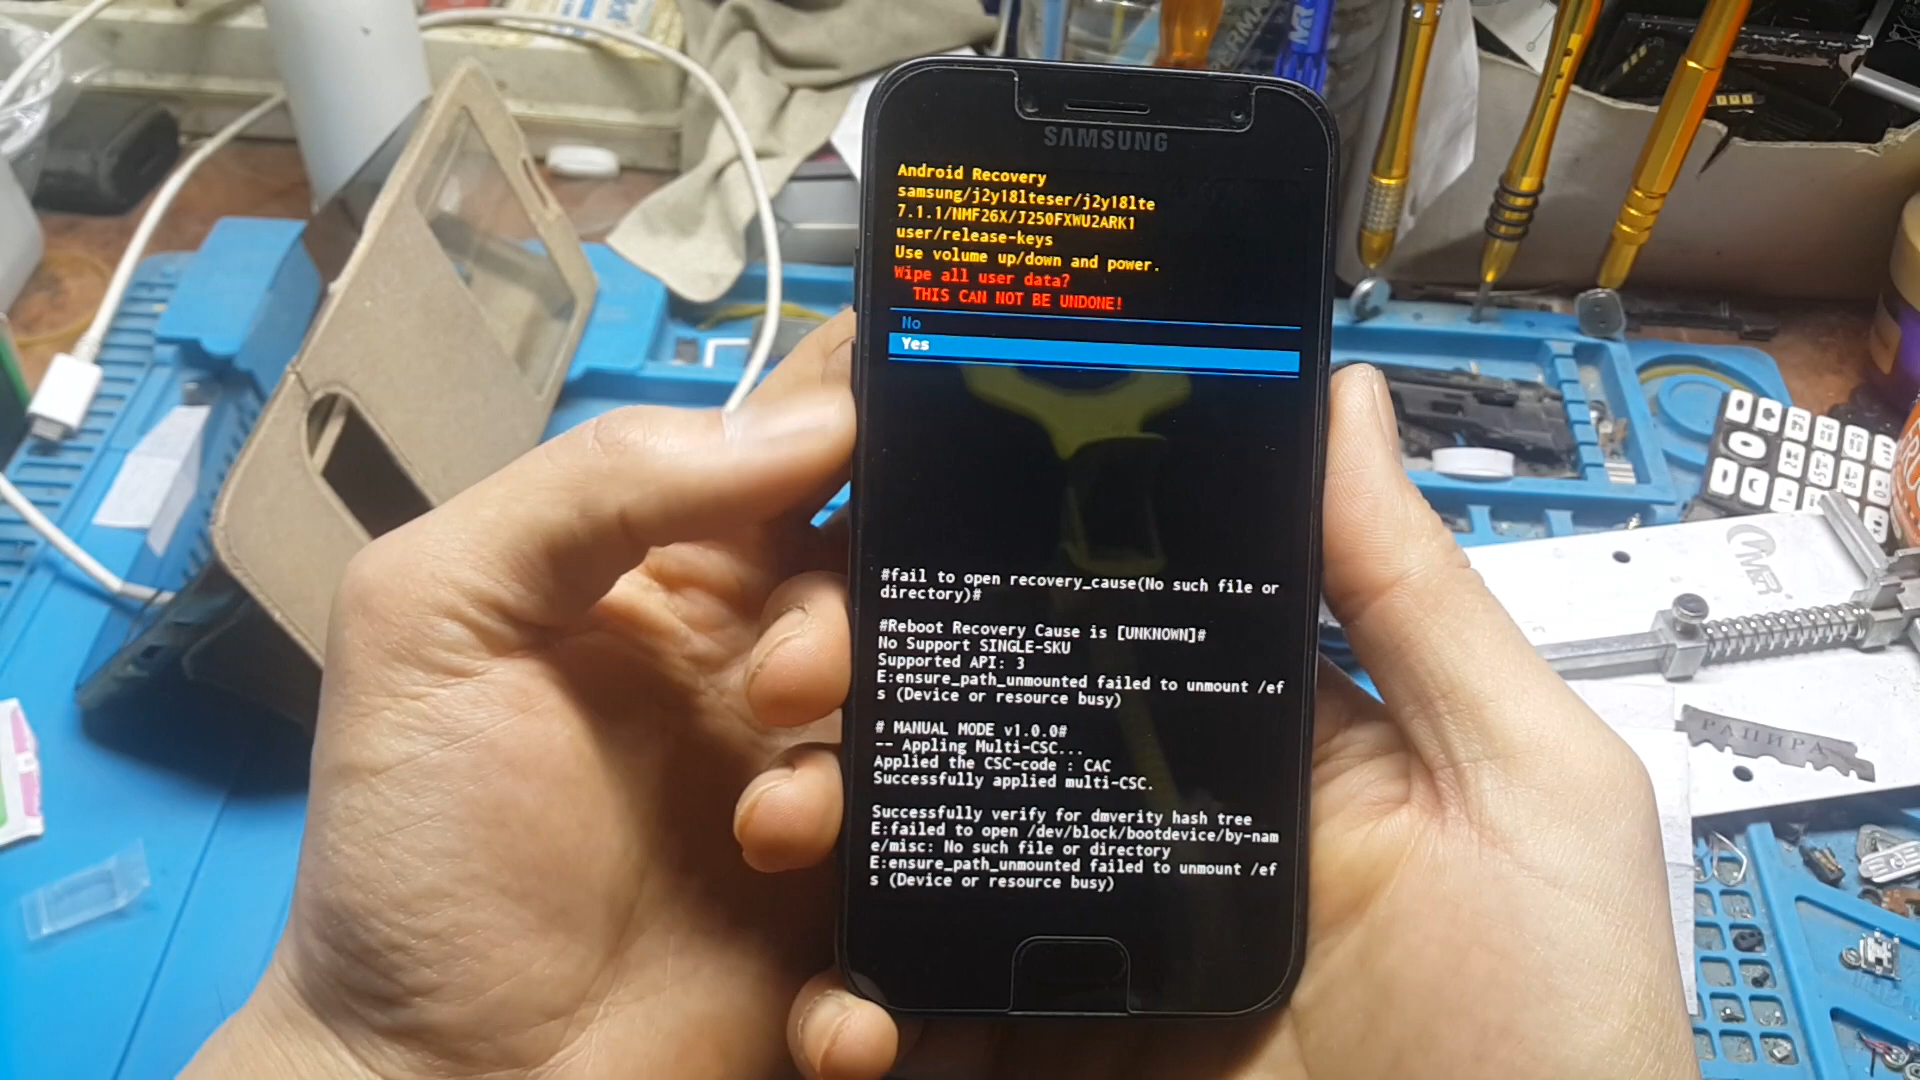 SAMSUNG
Android Recovery
samsung/j2y18lteser/j2y18lte
7.1.1/NMF26X/J250FXWU2ARK1
user/release-keys
Use volume up/down and power.
Wipe all user data?
THIS CAN NOT BE UNDONE!
No
Yes
#fail to open recovery_cause(No such file or
directory)#
#Reboot Recovery Cause is [UNKNOWN]#
No Support SINGLE-SKU
Supported API: 3
E:ensure_path_unmounted failed to unmount /ef
s (Device or resource busy)
# MANUAL MODE v1.0.0#
-- Appling Multi-CSC...
Applied the CSC-code : CAC
Successfully applied multi-CSC.
Successfully verify for dmverity hash tree
E:failed to open /dev/block/bootdevice/by-nam
e/misc: No such file or directory
E:ensure_path_unmounted failed to unmount /ef
s (Device or resource busy)
РАПИРА